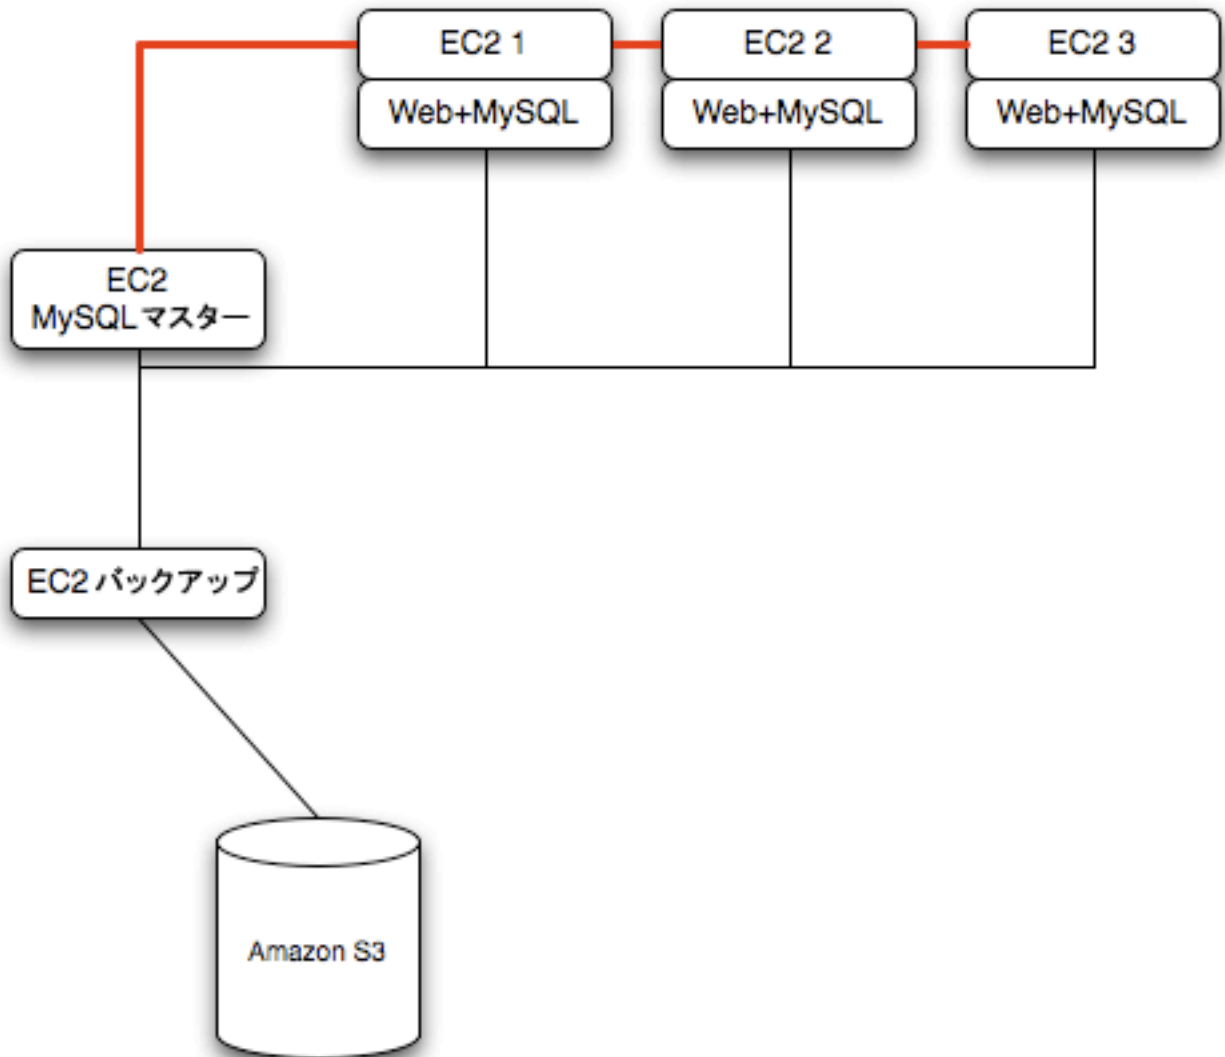 EC2 1
EC2 2
EC2 3
Web+MySQL
Web+MySQL
Web+MySQL
EC2
MySQLマスター
EC2 バックアップ
Amazon S3